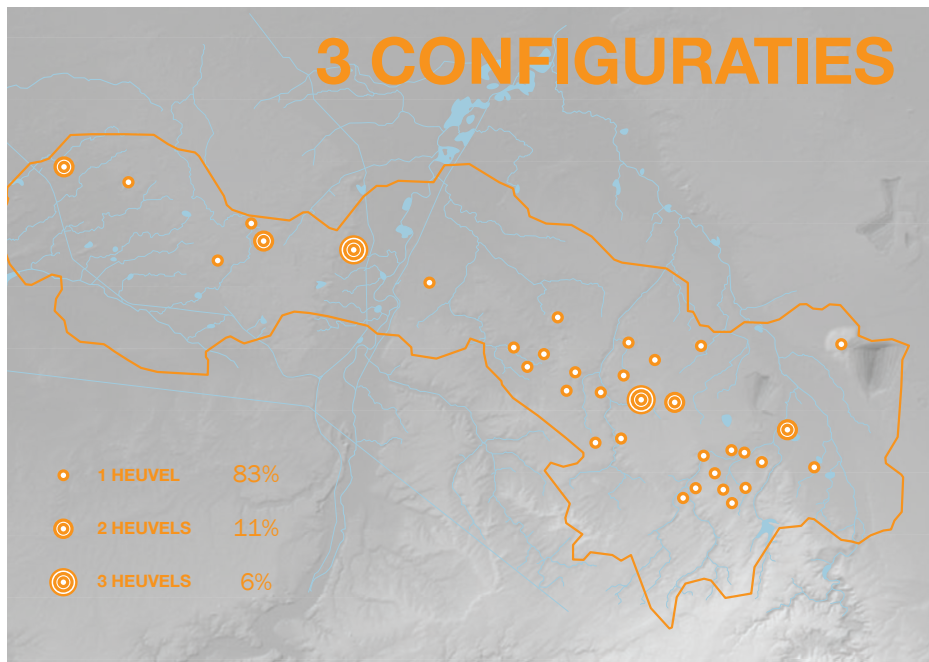 3 CONFIGURATIES
1 HEUVEL 83%
2 HEUVELS 11%
3 HEUVELS 6%